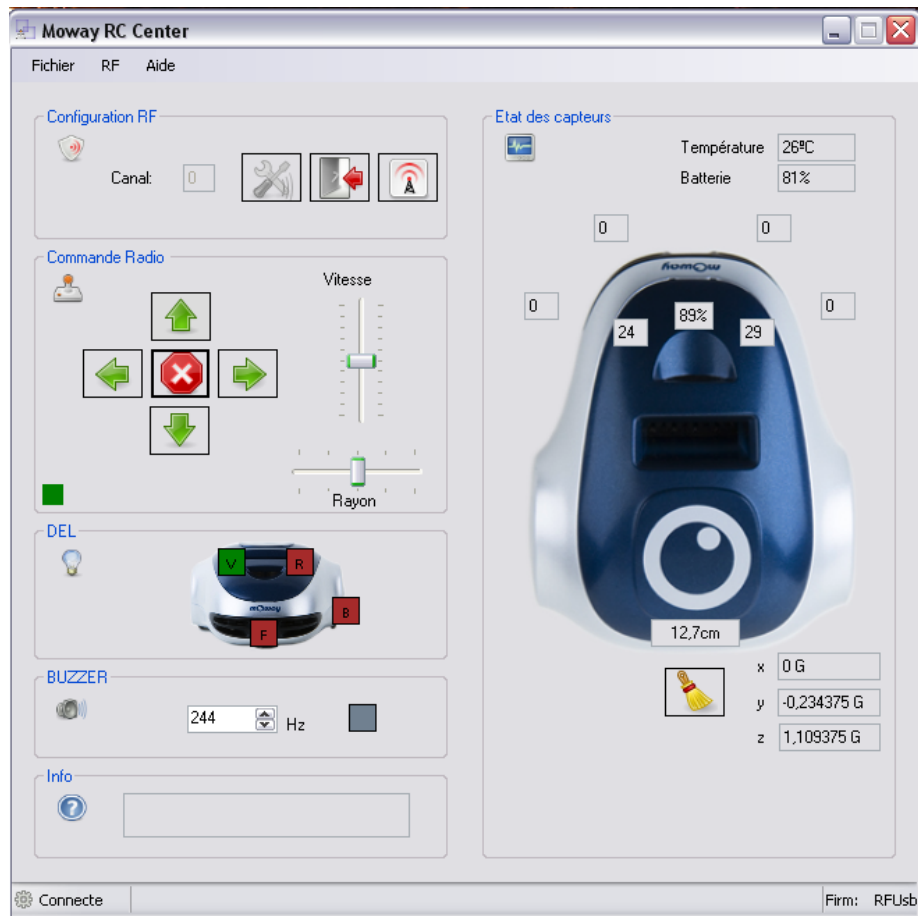 Moway RC Center
Fichier RF Aide
Configuration RF
Canal: 0
Commande Radio
Vitesse
Rayon
DEL
V R
mOway
F B
BUZZER
244 Hz
Info
Etat des capteurs
Température 26ºC
Batterie 81%
0 0
mOway
0 0
24 89% 29
12,7cm
x 0 G
y -0,234375 G
z 1,109375 G
Connecte
Firm: RFUsb